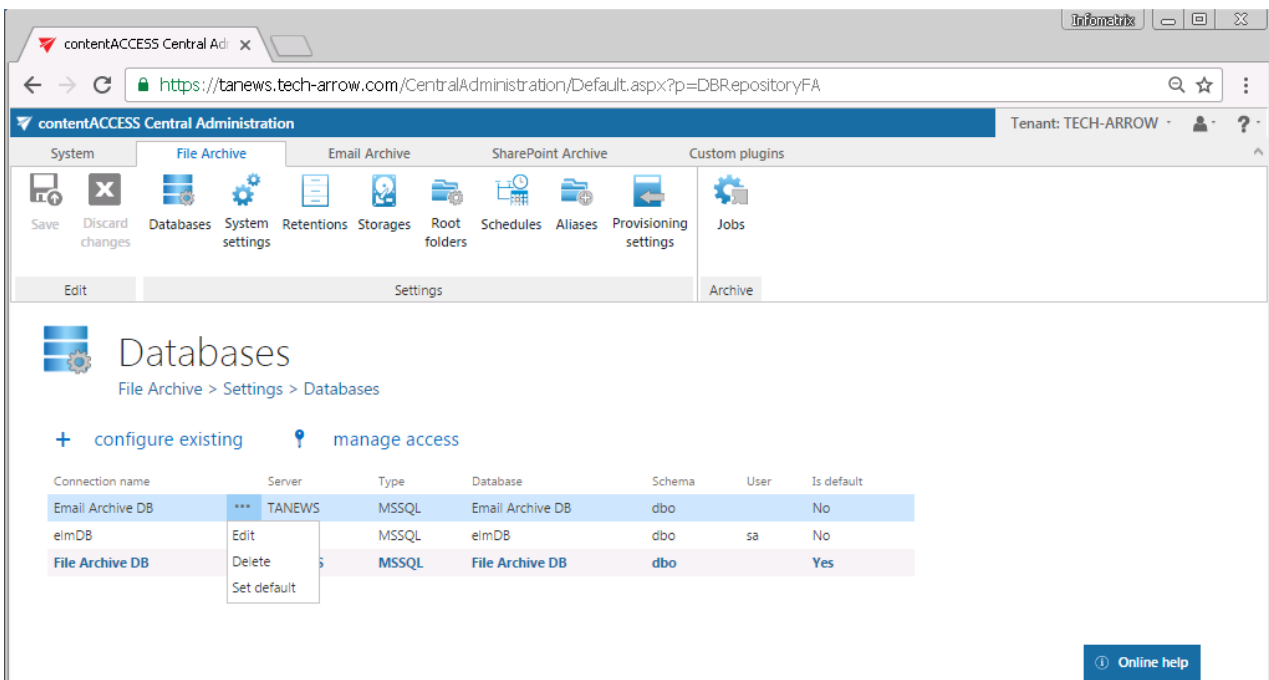 Infomatrix
contentACCESS Central Adr
https://tanews.tech-arrow.com/CentralAdministration/Default.aspx?p=DBRepositoryFA
contentACCESS Central Administration Tenant: TECH-ARROW ?
System File Archive Email Archive SharePoint Archive Custom plugins
Save Discard changes Databases System settings Retentions Storages Root folders Schedules Aliases Provisioning settings Jobs
Edit Settings Archive
Databases
File Archive > Settings > Databases
+ configure existing manage access
Connection name Server Type Database Schema User Is default
Email Archive DB ••• TANEWS MSSQL Email Archive DB dbo No
elmDB Edit MSSQL elmDB dbo sa No
File Archive DB Delete S MSSQL File Archive DB dbo Yes
Set default
Online help